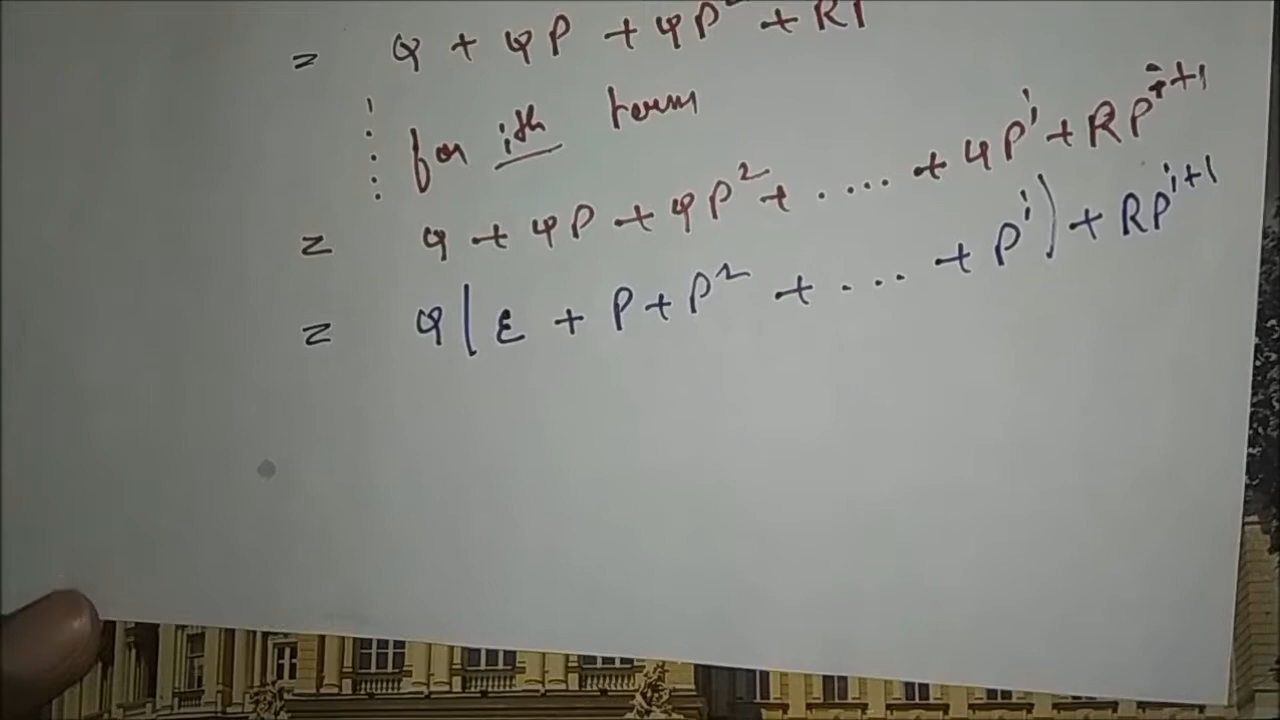 = Q + QP + QP² + RP
⋮ for ith term
= Q + QP + QP² + .... + QPⁱ + RPⁱ⁺¹
= Q(ε + P + P² + .... + Pⁱ) + RPⁱ⁺¹